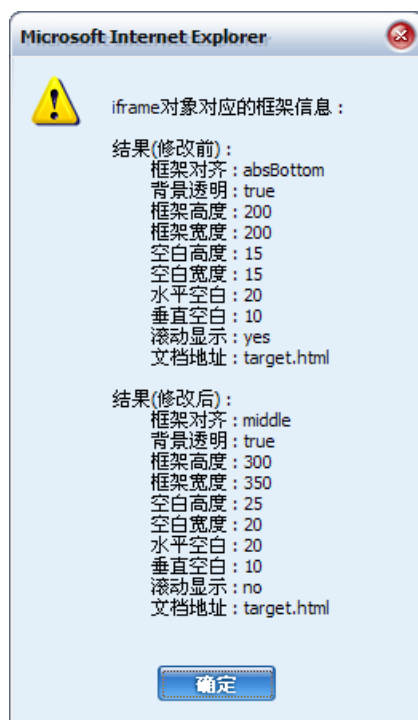 Microsoft Internet Explorer
iframe对象对应的框架信息：
结果(修改前)：
框架对齐：absBottom
背景透明：true
框架高度：200
框架宽度：200
空白高度：15
空白宽度：15
水平空白：20
垂直空白：10
滚动显示：yes
文档地址：target.html
结果(修改后)：
框架对齐：middle
背景透明：true
框架高度：300
框架宽度：350
空白高度：25
空白宽度：20
水平空白：20
垂直空白：10
滚动显示：no
文档地址：target.html
确定